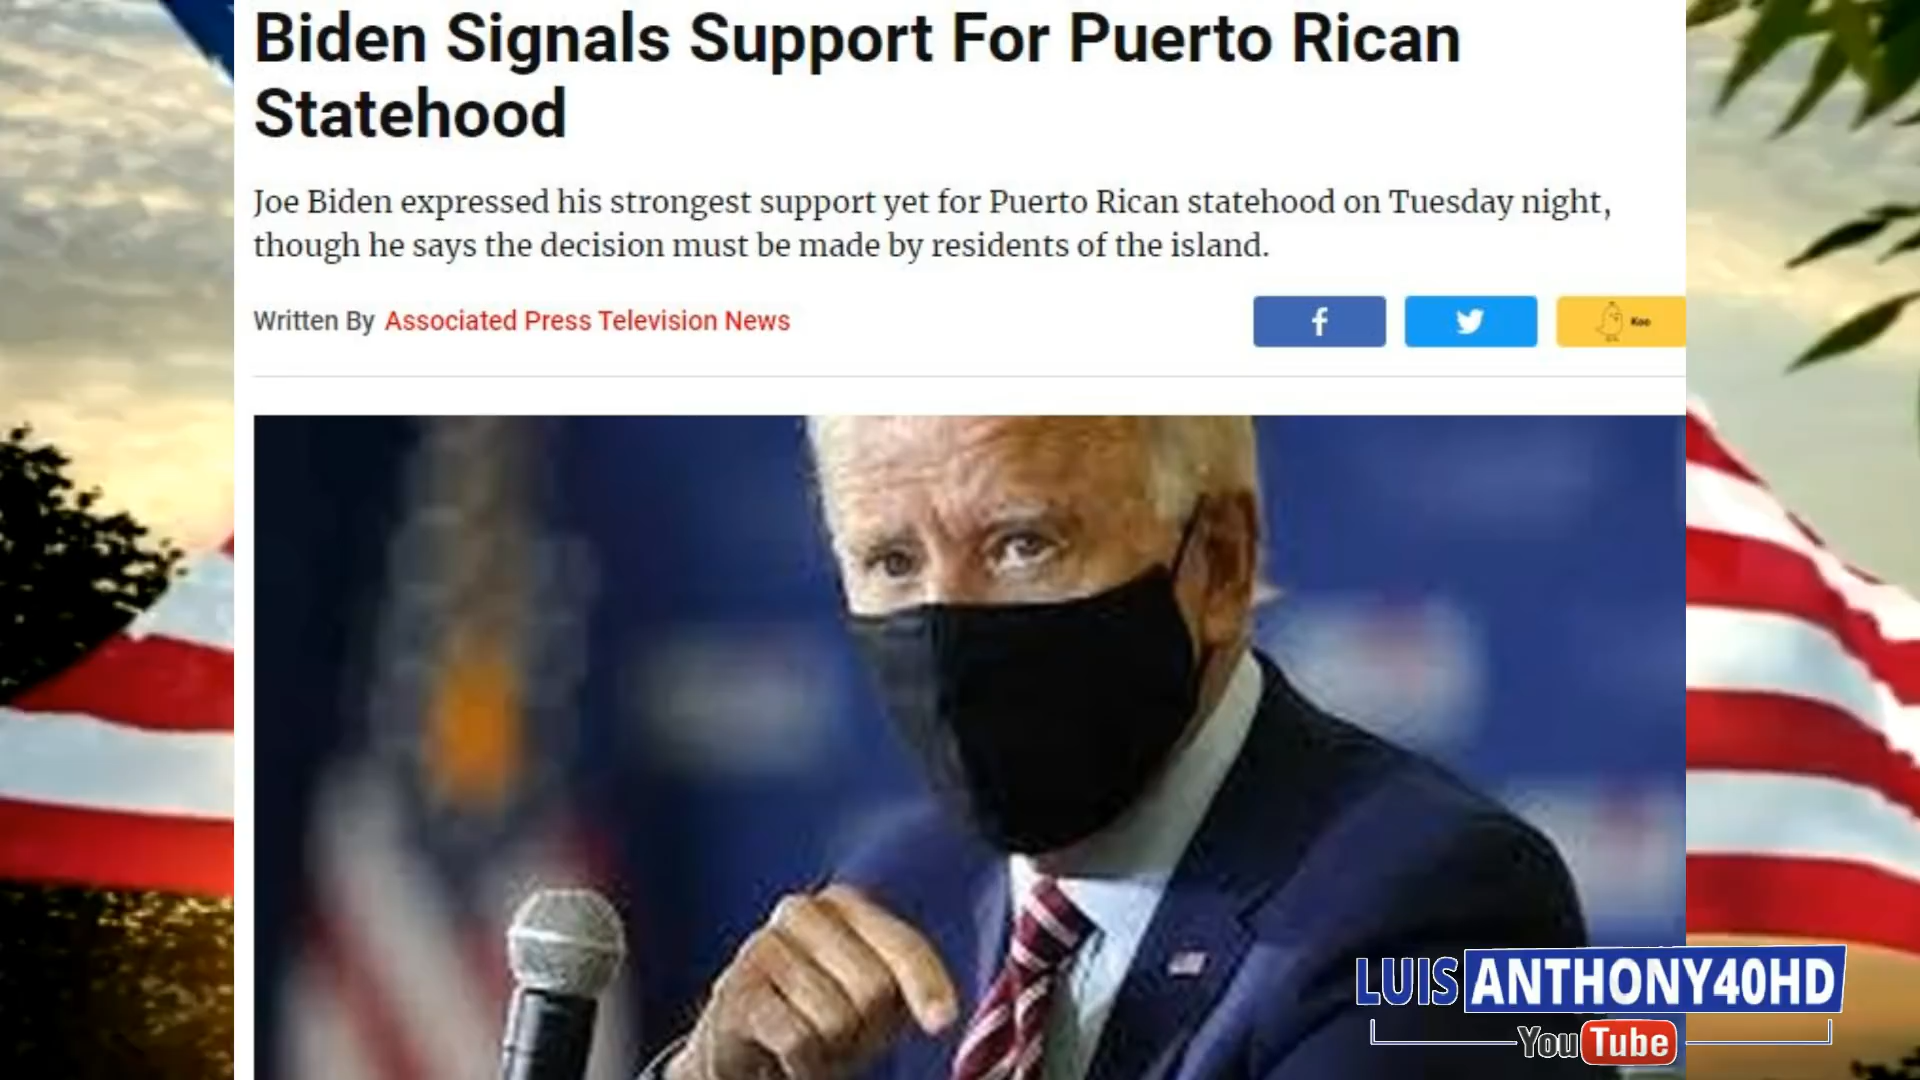 Biden Signals Support For Puerto Rican
Statehood
Joe Biden expressed his strongest support yet for Puerto Rican statehood on Tuesday night,
though he says the decision must be made by residents of the island.
Written By Associated Press Television News
f
Koo
LUIS ANTHONY40HD
YouTube